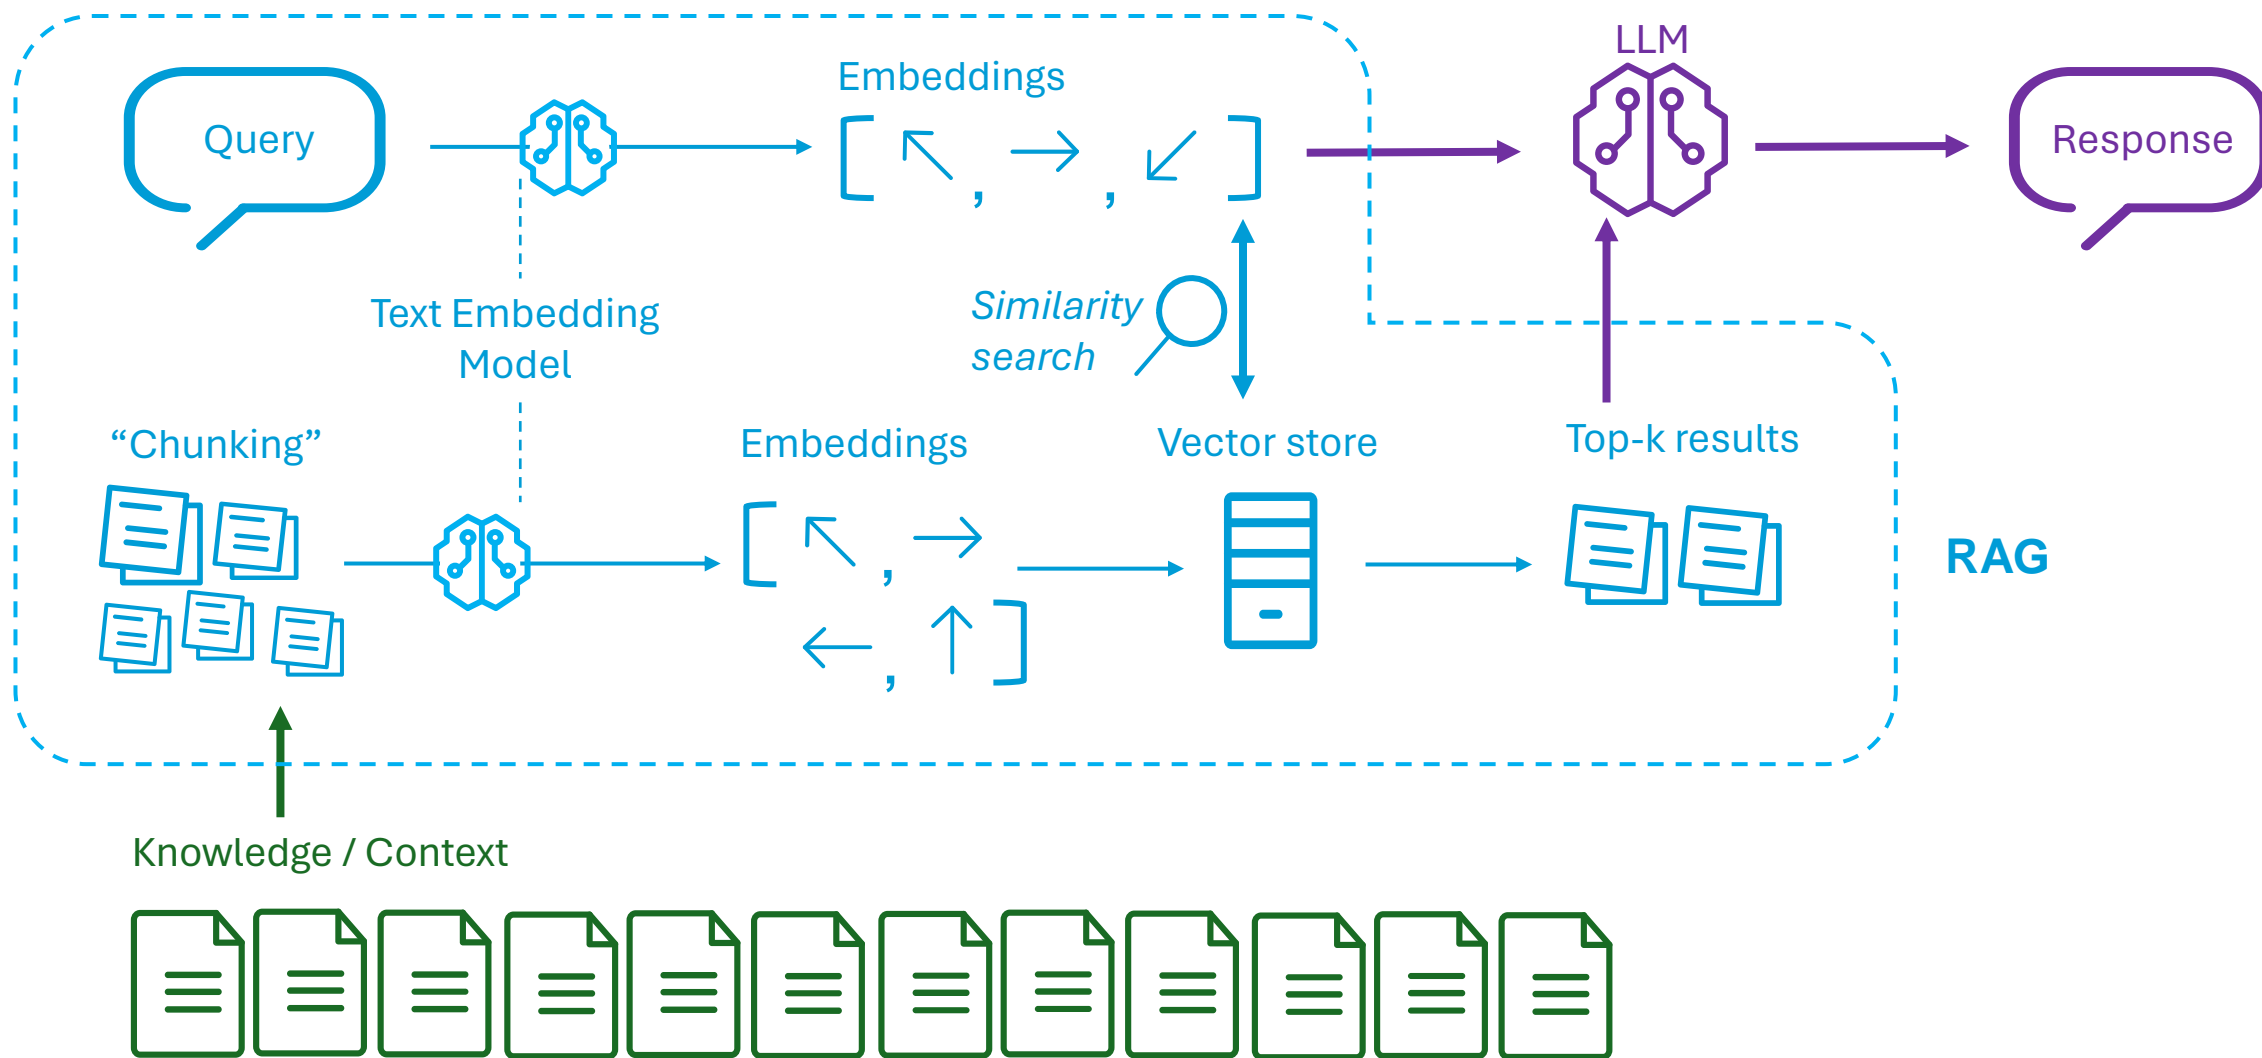 LLM
Embeddings
Query
Response
Text Embedding
Model
Similarity
search
“Chunking”
Embeddings
Vector store
Top-k results
RAG
Knowledge / Context